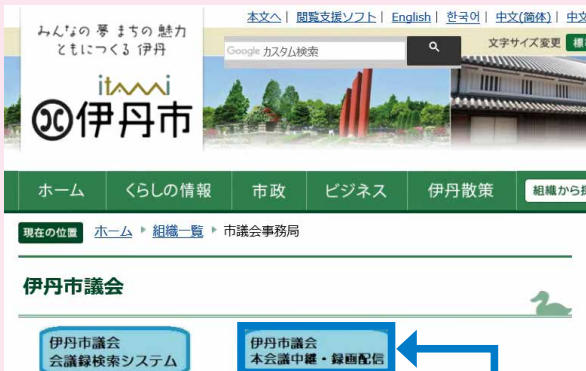 みんなの 夢 まちの 魅力
ともにつくる 伊丹
itami
伊丹市
本文へ | 閲覧支援ソフト | English | 한국어 | 中文(简体) | 中文
Google カスタム検索
文字サイズ変更 標
ホーム くらしの情報 市政 ビジネス 伊丹散策 組織から探
現在の位置 ホーム 組織一覧 市議会事務局
伊丹市議会
伊丹市議会
会議録検索システム
伊丹市議会
本会議中継・録画配信